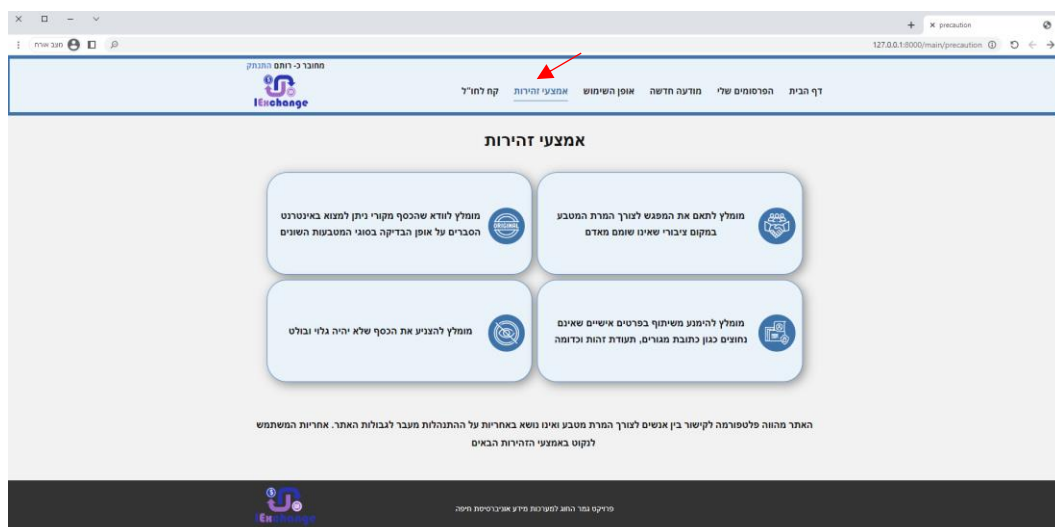 precaution
127.0.0.1:8000/main/precaution
מצב אורח
מחובר כ- רותם התנתק
IExchange
דף הבית
הפרסומים שלי
מודעה חדשה
אופן השימוש
אמצעי זהירות
קח לחו"ל
אמצעי זהירות
מומלץ לתאם את המפגש לצורך המרת המטבע
במקום ציבורי שאינו שומם מאדם
ORIGINAL
מומלץ לוודא שהכסף מקורי ניתן למצוא באינטרנט
הסברים על אופן הבדיקה בסוגי המטבעות השונים
מומלץ להימנע משיתוף בפרטים אישיים שאינם
נחוצים כגון כתובת מגורים, תעודת זהות וכדומה
מומלץ להצניע את הכסף שלא יהיה גלוי ובולט
האתר מהווה פלטפורמה לקישור בין אנשים לצורך המרת מטבע ואינו נושא באחריות על ההתנהלות מעבר לגבולות האתר. אחריות המשתמש
לנקוט באמצעי הזהירות הבאים
פרויקט גמר החוג למערכות מידע אוניברסיטת חיפה
IExchange